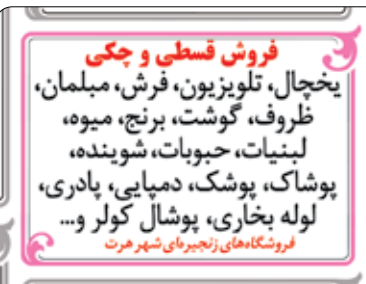 فروش قسطی و چکی
یخچال، تلویزیون، فرش، مبلمان،
ظروف، گوشت، برنج، میوه،
لبنیات، حبوبات، شوینده،
پوشاک، پوشک، دمپایی، پادری،
لوله بخاری، پوشال کولر و...
فروشگاه‌های زنجیره‌ای شهر هرت